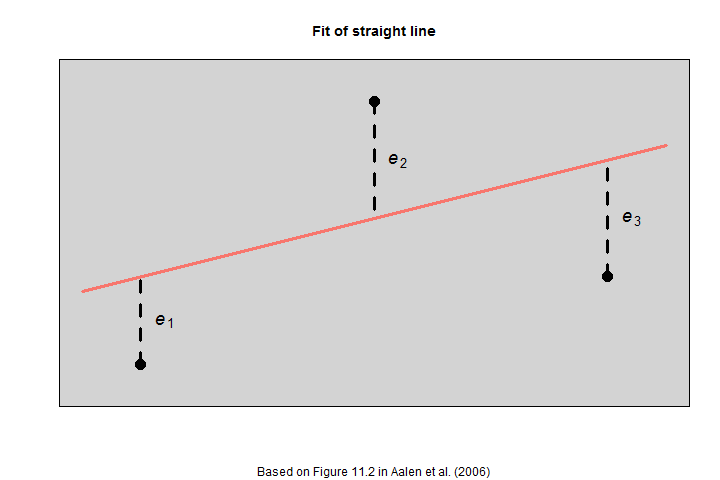 Fit of straight line
e2
e3
e1
Based on Figure 11.2 in Aalen et al. (2006)